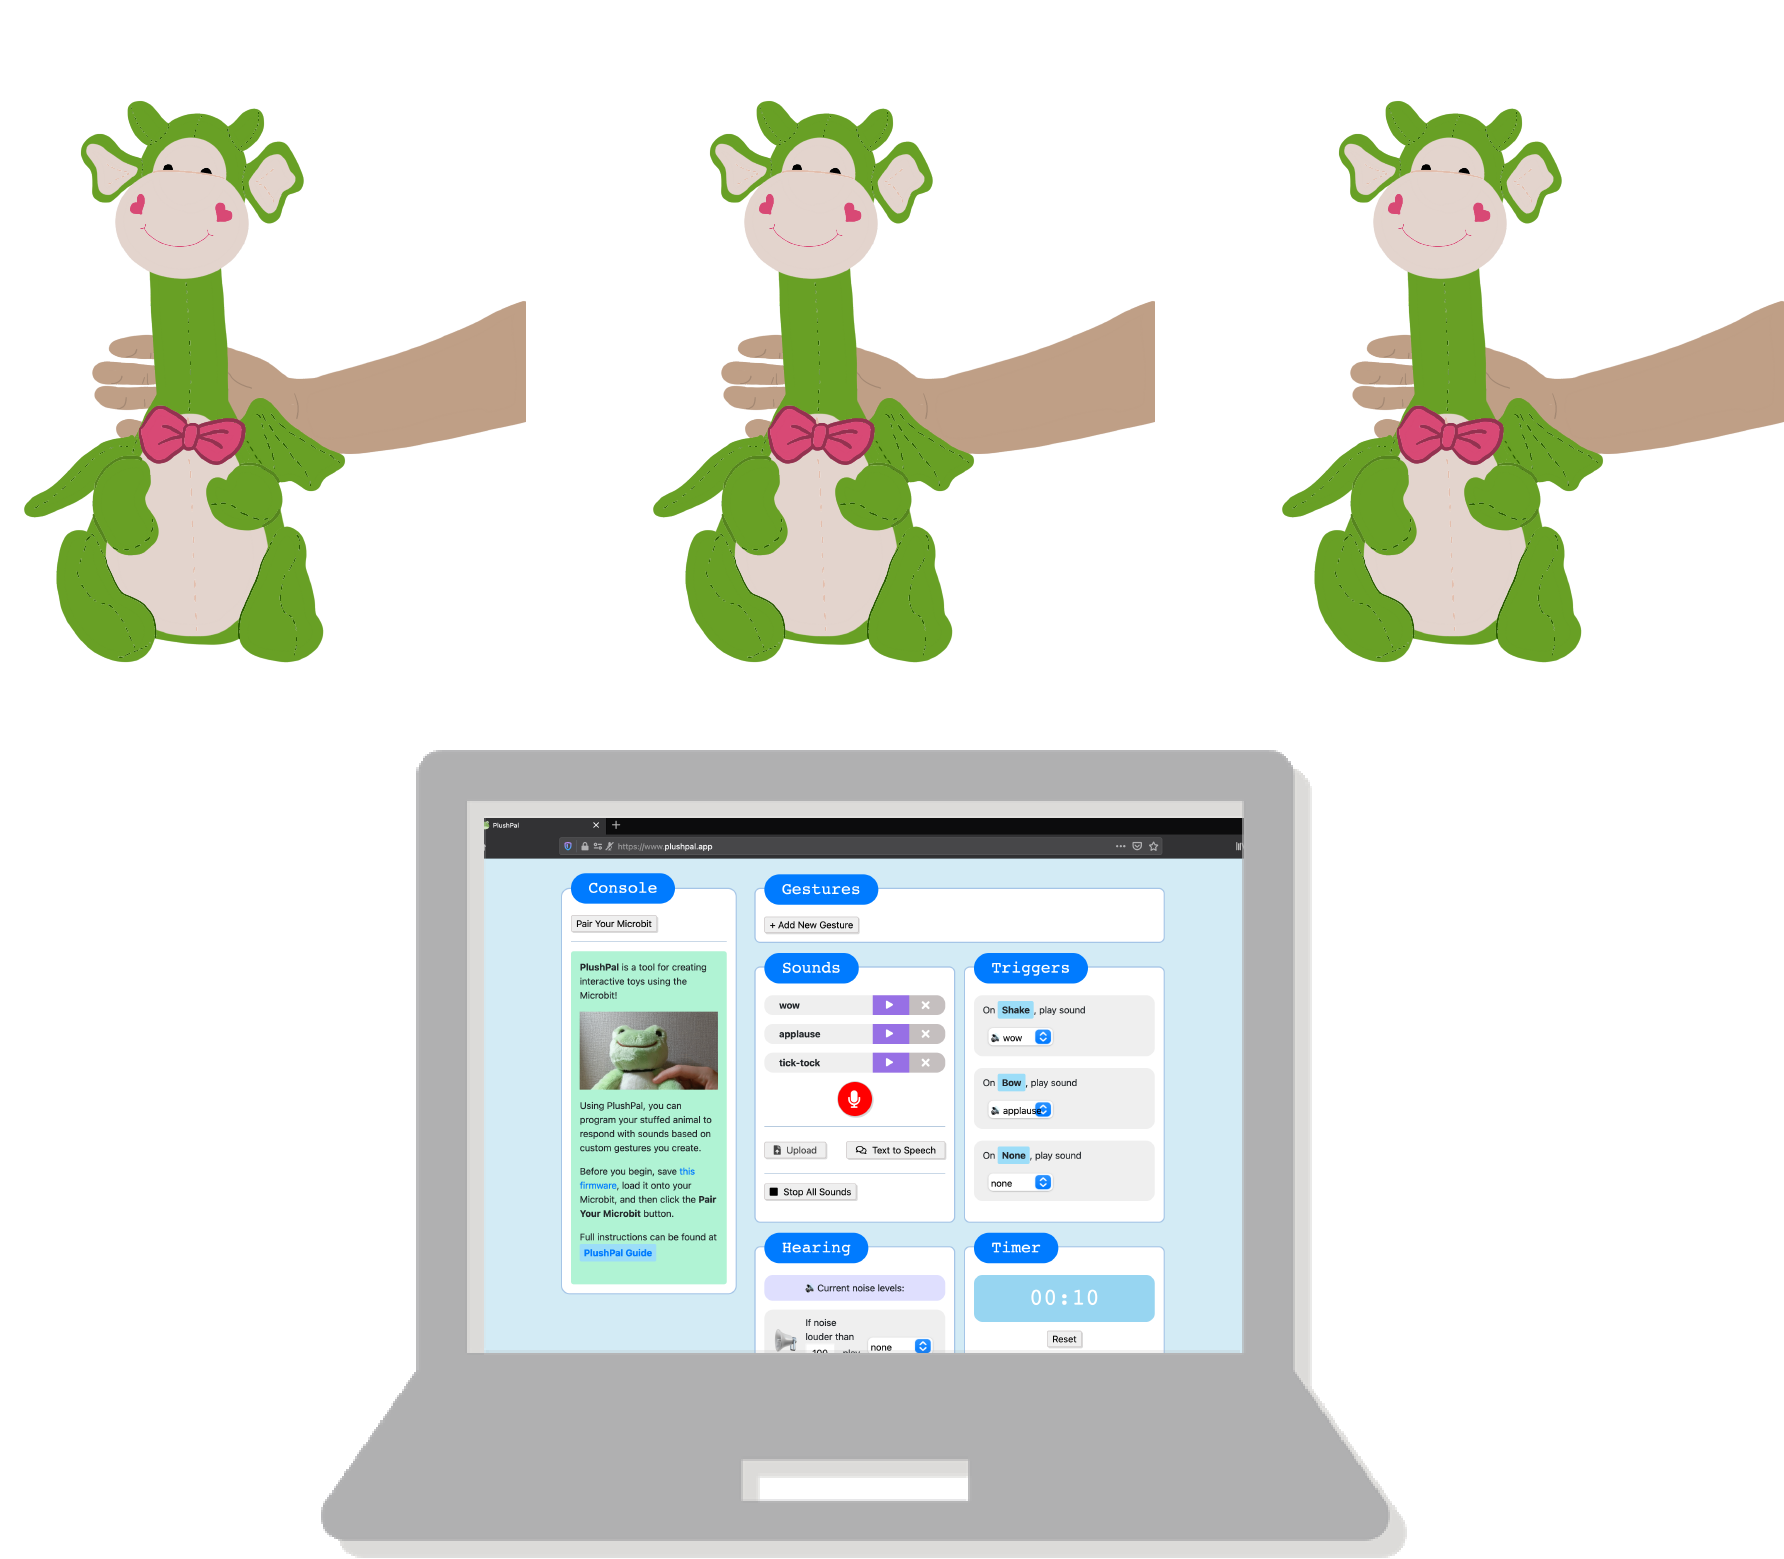 PlushPal
https://www.plushpal.app
Console
Pair Your Microbit
PlushPal is a tool for creating
interactive toys using the
Microbit!
Using PlushPal, you can
program your stuffed animal to
respond with sounds based on
custom gestures you create.
Before you begin, save this
firmware, load it onto your
Microbit, and then click the Pair
Your Microbit button.
Full instructions can be found at
PlushPal Guide
Gestures
+ Add New Gesture
Sounds
wow
applause
tick-tock
Upload
Text to Speech
Stop All Sounds
Triggers
On Shake, play sound
wow
On Bow, play sound
applause
On None, play sound
none
Hearing
Current noise levels:
If noise
louder than
100 play
none
Timer
00:10
Reset